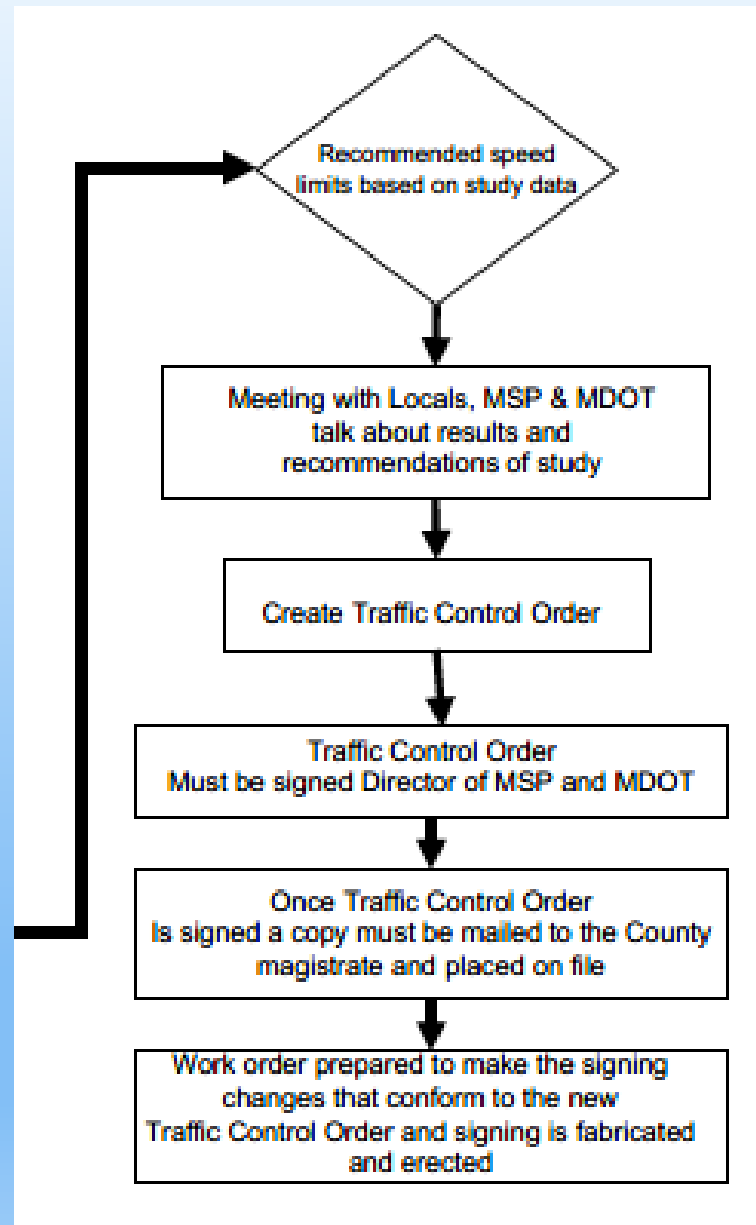 Recommended speed
limits based on study data
Meeting with Locals, MSP & MDOT
talk about results and
recommendations of study
Create Traffic Control Order
Traffic Control Order
Must be signed Director of MSP and MDOT
Once Traffic Control Order
Is signed a copy must be mailed to the County
magistrate and placed on file
Work order prepared to make the signing
changes that conform to the new
Traffic Control Order and signing is fabricated
and erected